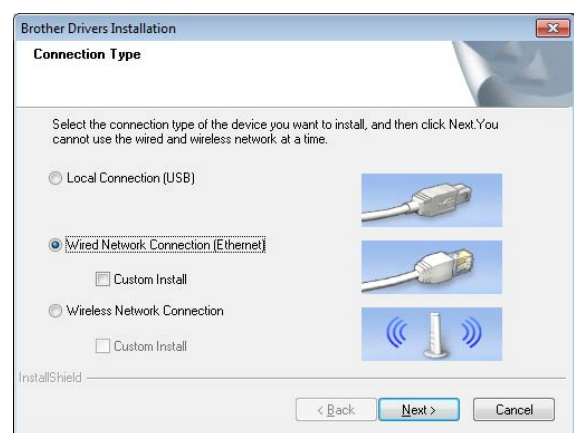 Brother Drivers Installation
Connection Type
Select the connection type of the device you want to install, and then click Next.You
cannot use the wired and wireless network at a time.
Local Connection (USB)
Wired Network Connection (Ethernet)
Custom Install
Wireless Network Connection
Custom Install
InstallShield
< Back
Next >
Cancel